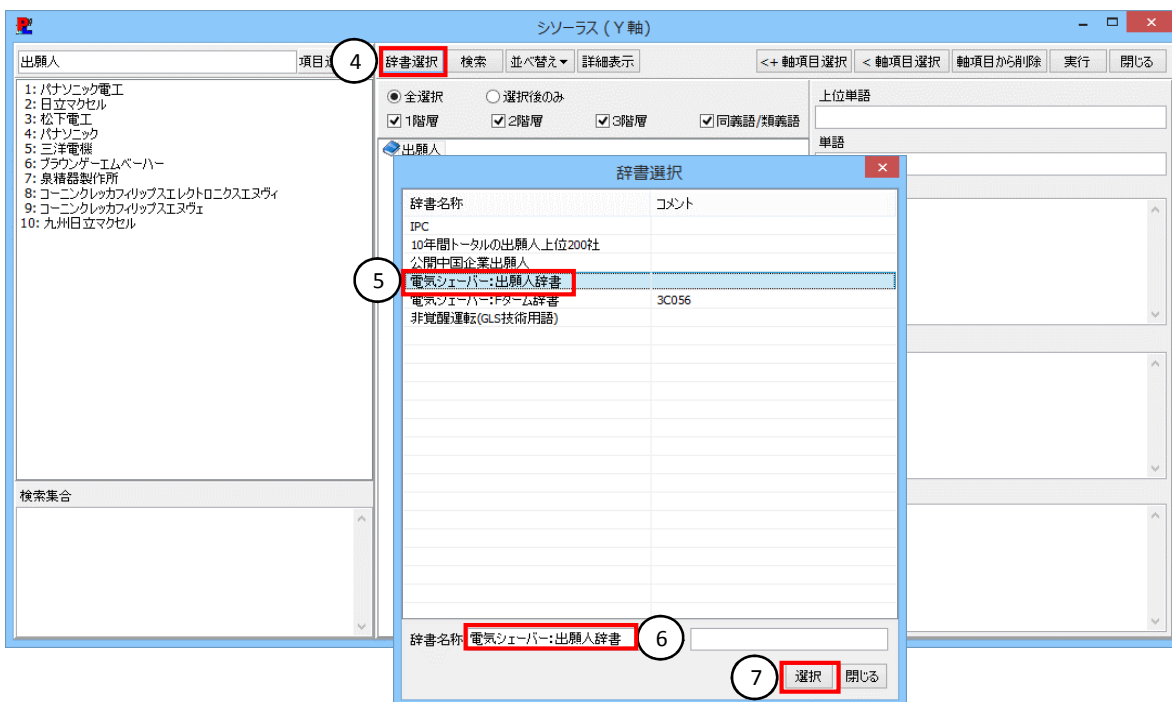 シソーラス（Y軸）
出願人
項目
4
辞書選択 検索 並べ替え▼ 詳細表示 <+ 軸項目選択 < 軸項目選択 軸項目から削除 実行 閉じる
1: パナソニック電工
2: 日立マクセル
3: 松下電工
4: パナソニック
5: 三洋電機
6: ブラウンゲーエムベーハー
7: 泉精器製作所
8: コーニンクレッカフィリップスエレクトロニクスエヌヴィ
9: コーニンクレッカフィリップスエヌヴェ
10: 九州日立マクセル
検索集合
全選択 選択後のみ
1階層 2階層 3階層 同義語/類義語
出願人
上位単語
単語
辞書選択
辞書名称 コメント
IPC
10年間トータルの出願人上位200社
公開中国企業出願人
5
電気シェーバー:出願人辞書
電気シェーバー:Fターム辞書 3C056
非覚醒運転(GLS技術用語)
辞書名称 電気シェーバー:出願人辞書 6
7 選択 閉じる